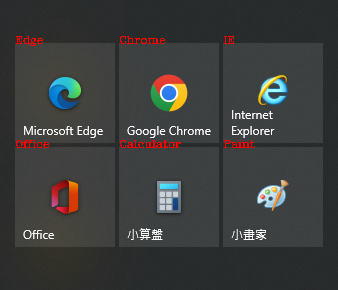 Edge Chrome IE
Microsoft Edge Google Chrome Internet
Explorer
Office Calculator Paint
Office 小算盤 小畫家